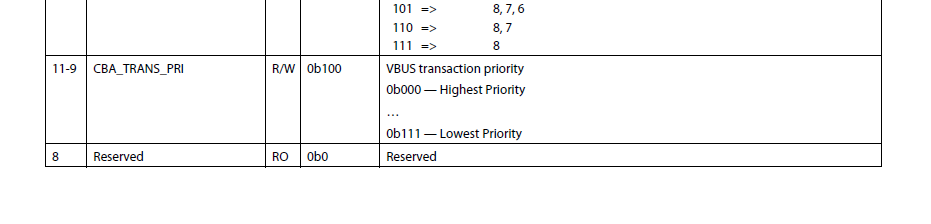 101 => 8, 7, 6
110 => 8, 7
111 => 8
11-9 CBA_TRANS_PRI R/W 0b100 VBUS transaction priority
0b000 — Highest Priority
…
0b111 — Lowest Priority
8 Reserved RO 0b0 Reserved